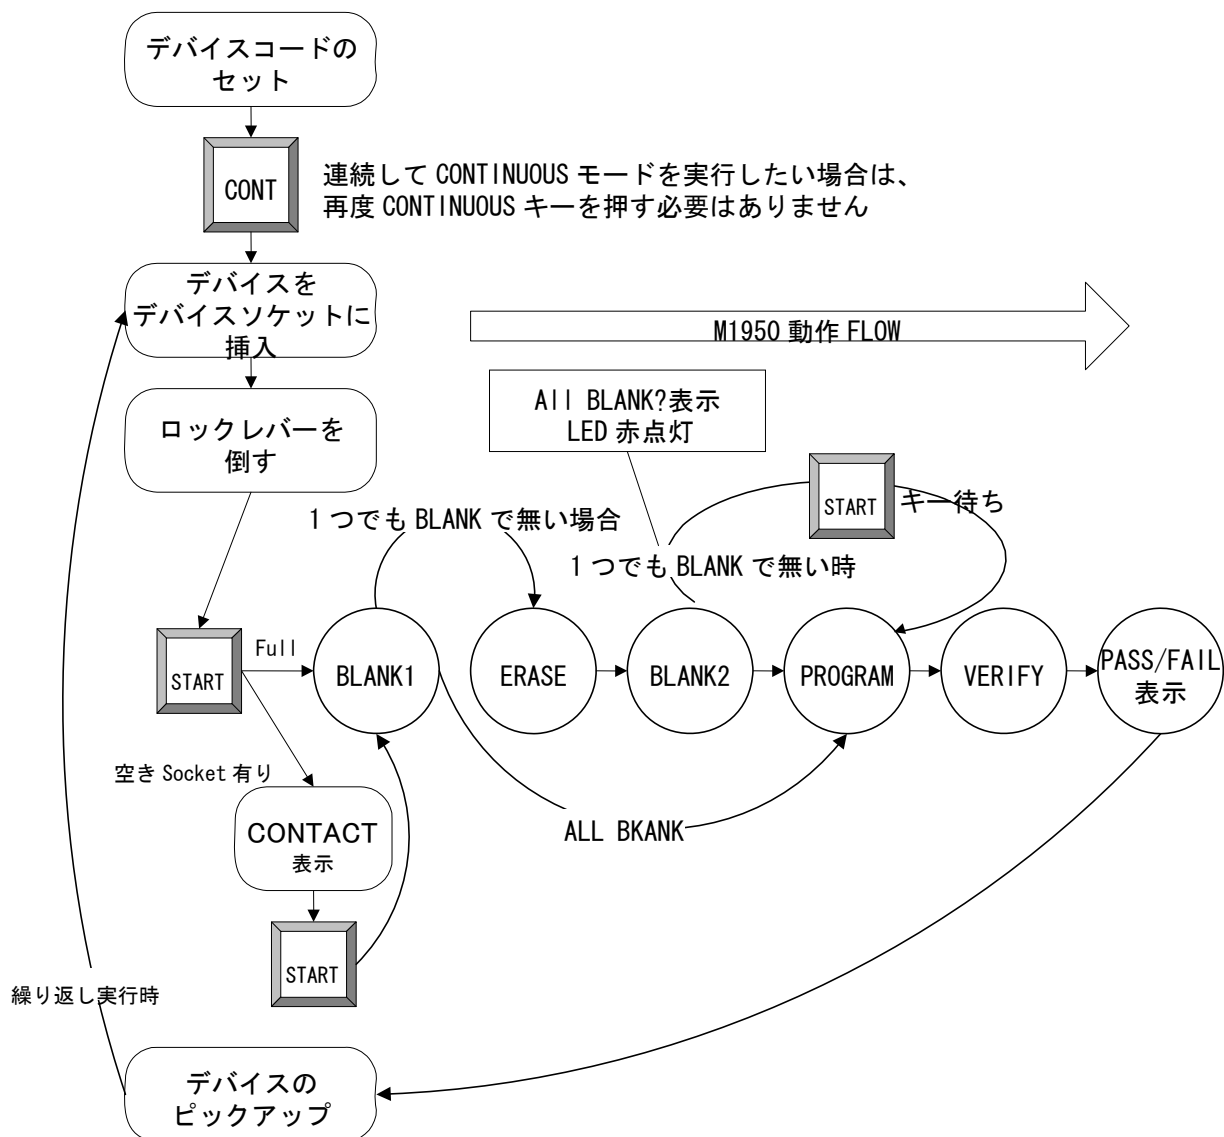 デバイスコードの
セット
CONT
連続して CONTINUOUS モードを実行したい場合は、
再度 CONTINUOUS キーを押す必要はありません
デバイスを
デバイスソケットに
挿入
M1950 動作 FLOW
ロックレバーを
倒す
All BLANK?表示
LED 赤点灯
START
キー待ち
1 つでも BLANK で無い場合
1 つでも BLANK で無い時
START
Full
BLANK1
ERASE
BLANK2
PROGRAM
VERIFY
PASS/FAIL
表示
空き Socket 有り
CONTACT
表示
ALL BKANK
START
繰り返し実行時
デバイスの
ピックアップ